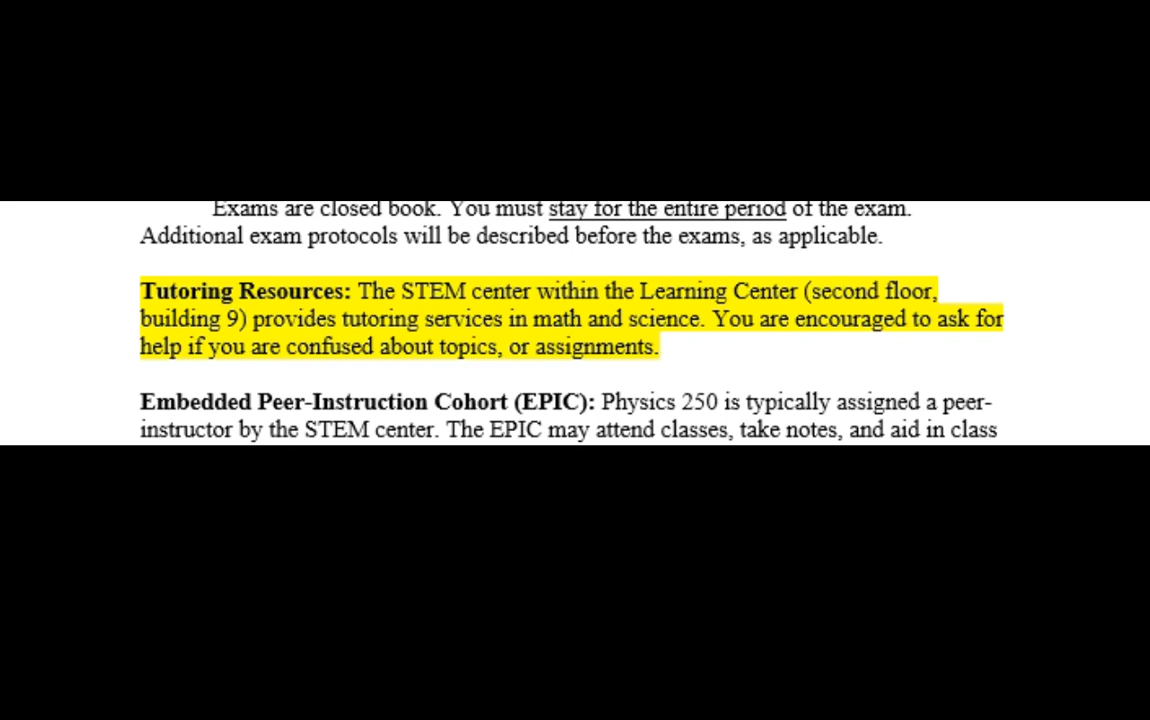 Exams are closed book. You must stay for the entire period of the exam.
Additional exam protocols will be described before the exams, as applicable.
Tutoring Resources: The STEM center within the Learning Center (second floor,
building 9) provides tutoring services in math and science. You are encouraged to ask for
help if you are confused about topics, or assignments.
Embedded Peer-Instruction Cohort (EPIC): Physics 250 is typically assigned a peer-
instructor by the STEM center. The EPIC may attend classes, take notes, and aid in class